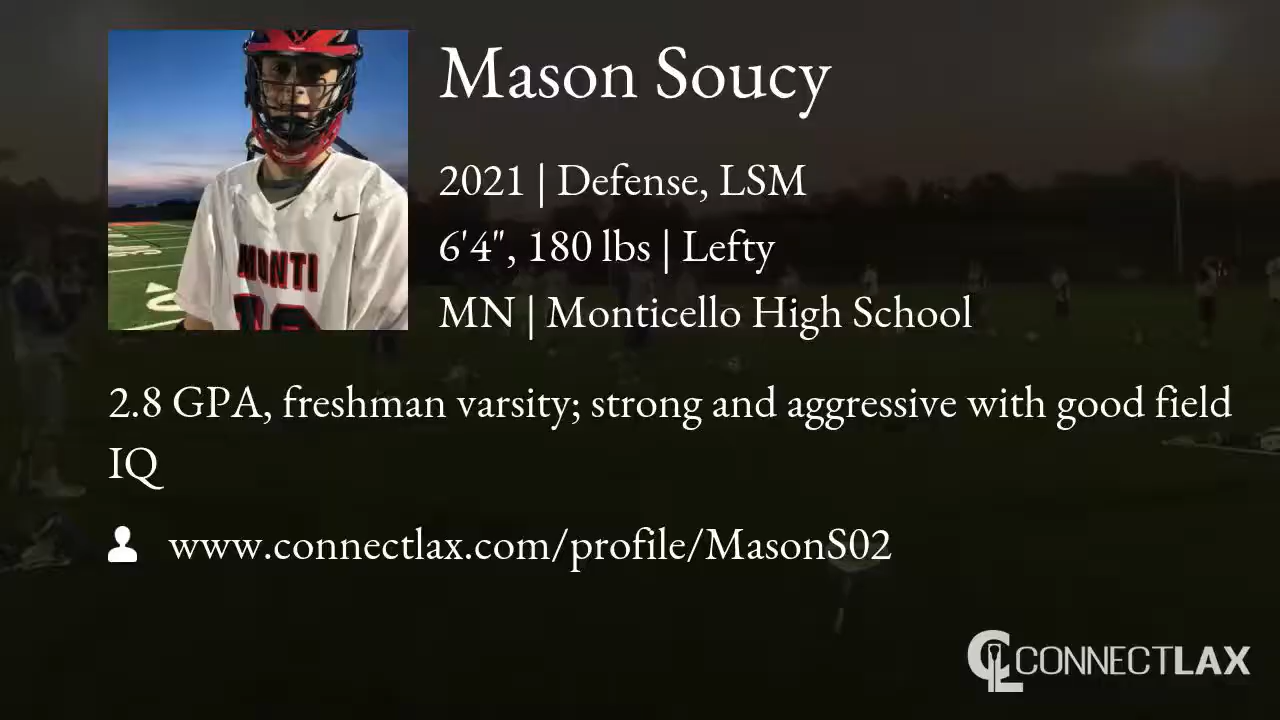 Mason Soucy
2021 | Defense, LSM
6'4", 180 lbs | Lefty
MN | Monticello High School
MONTI
2.8 GPA, freshman varsity; strong and aggressive with good field
IQ
www.connectlax.com/profile/MasonS02
CL CONNECTLAX